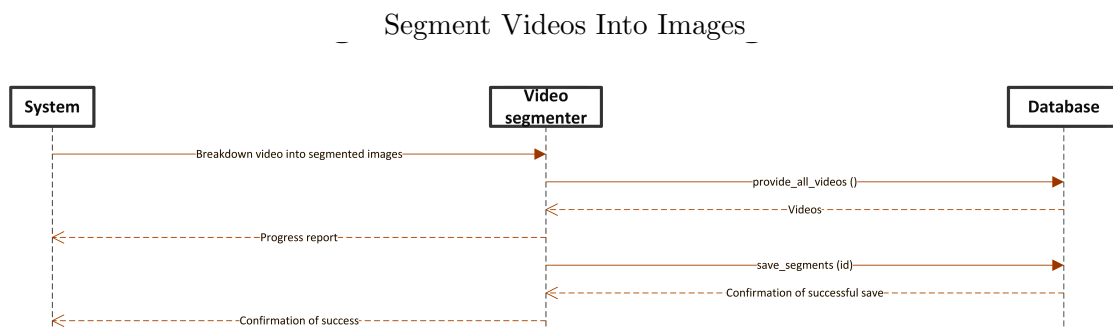 Segment Videos Into Images
System
Video
segmenter
Database
Breakdown video into segmented images
provide_all_videos ()
Videos
Progress report
save_segments (id)
Confirmation of successful save
Confirmation of success